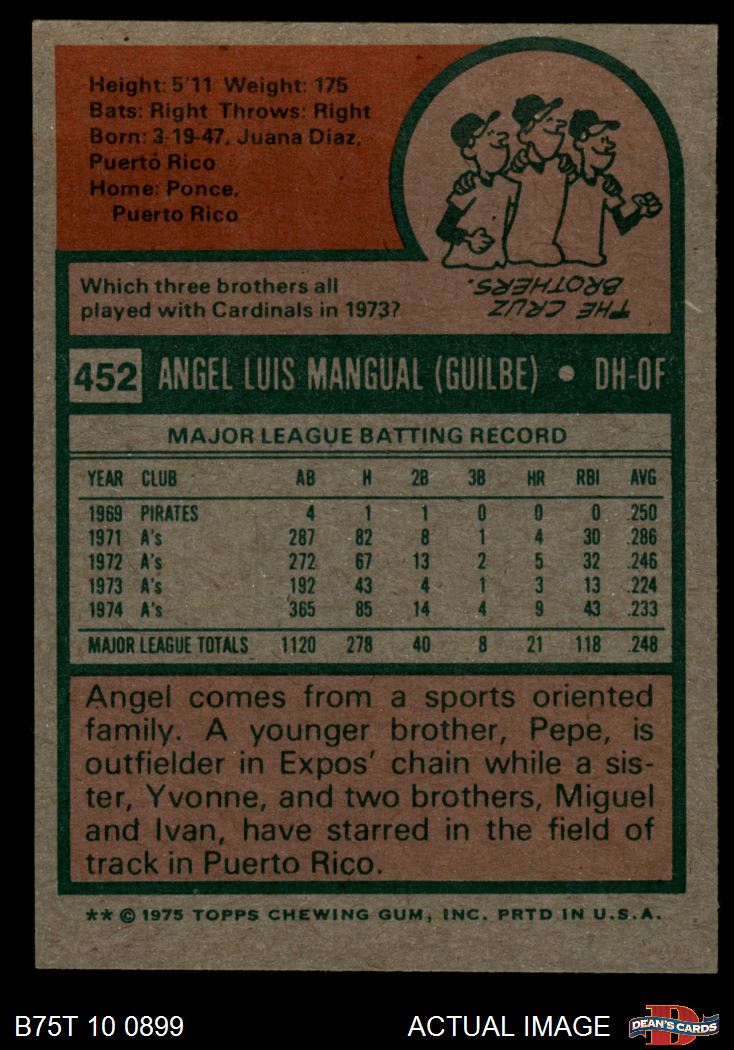 Height: 5'11 Weight: 175
Bats: Right Throws: Right
Born: 3-19-47, Juana Diaz,
Puerto Rico
Home: Ponce,
Puerto Rico
Which three brothers all
played with Cardinals in 1973?
THE CRUZ
BROTHERS.
452 ANGEL LUIS MANGUAL (GUILBE) • DH-OF
MAJOR LEAGUE BATTING RECORD
YEAR CLUB AB H 2B 3B HR RBI AVG
1969 PIRATES 4 1 1 0 0 0 .250
1971 A's 287 82 8 1 4 30 .286
1972 A's 272 67 13 2 5 32 .246
1973 A's 192 43 4 1 3 13 .224
1974 A's 365 85 14 4 9 43 .233
MAJOR LEAGUE TOTALS 1120 278 40 8 21 118 .248
Angel comes from a sports oriented
family. A younger brother, Pepe, is
outfielder in Expos' chain while a sis-
ter, Yvonne, and two brothers, Miguel
and Ivan, have starred in the field of
track in Puerto Rico.
** © 1975 TOPPS CHEWING GUM, INC. PRTD IN U.S.A.
B75T 10 0899 ACTUAL IMAGE DEAN'S CARDS